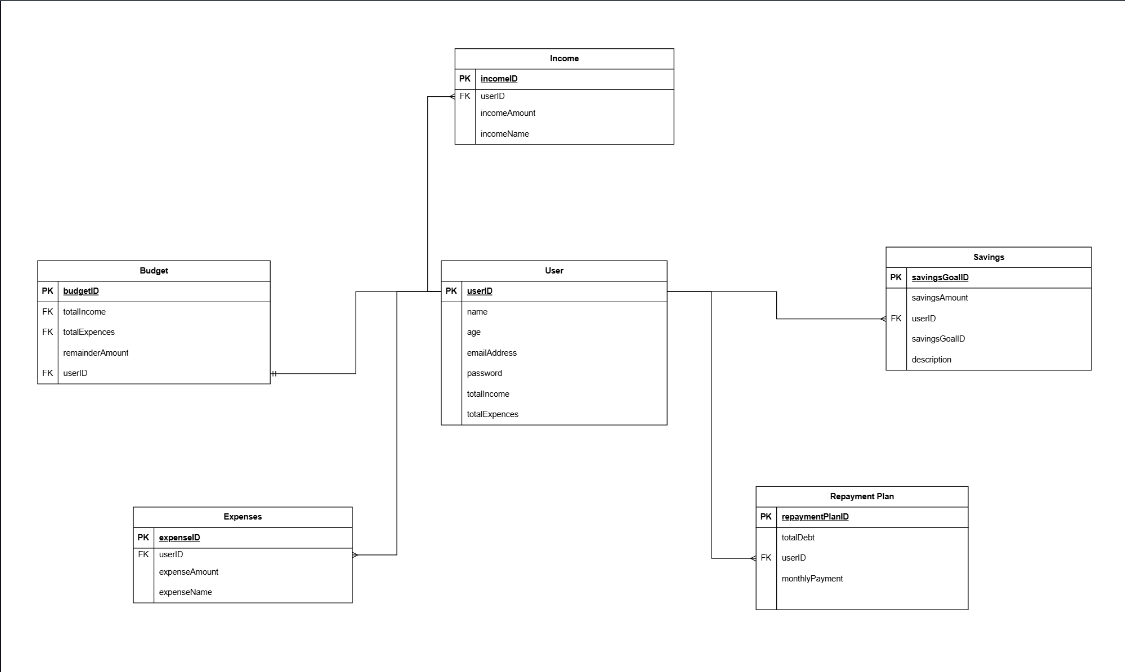 Income
PK incomeID
FK userID
incomeAmount
incomeName
Budget
PK budgetID
FK totalIncome
FK totalExpences
remainderAmount
FK userID
User
PK userID
name
age
emailAddress
password
totalIncome
totalExpences
Savings
PK savingsGoalID
savingsAmount
FK userID
savingsGoalID
description
Expenses
PK expenseID
FK userID
expenseAmount
expenseName
Repayment Plan
PK repaymentPlanID
totalDebt
FK userID
monthlyPayment